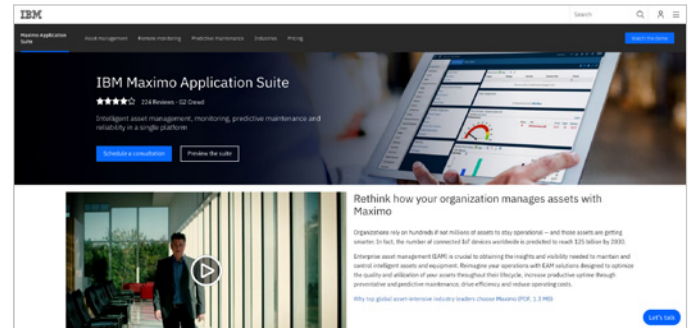 IBM
Search
Maximo Application
Suite
Asset management Remote monitoring Predictive maintenance Industries Pricing
Watch the demo
IBM Maximo Application Suite
224 Reviews - G2 Crowd
Intelligent asset management, monitoring, predictive maintenance and
reliability in a single platform
Schedule a consultation
Preview the suite
Rethink how your organization manages assets with
Maximo
Organizations rely on hundreds if not millions of assets to stay operational — and those assets are getting
smarter. In fact, the number of connected IoT devices worldwide is predicted to reach 125 billion by 2030.
Enterprise asset management (EAM) is crucial to obtaining the insights and visibility needed to maintain and
control intelligent assets and equipment. Reimagine your operations with EAM solutions designed to optimize
the quality and utilization of your assets throughout their lifecycle, increase productive uptime through
preventative and predictive maintenance, drive efficiency and reduce operating costs.
Why top global asset-intensive industry leaders choose Maximo (PDF, 1.3 MB)
Let's talk